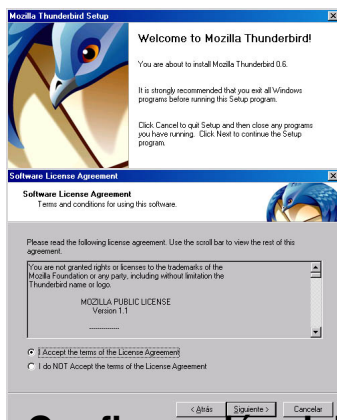 Mozilla Thunderbird Setup
Welcome to Mozilla Thunderbird!
You are about to install Mozilla Thunderbird 0.6.
It is strongly recommended that you exit all Windows
programs before running this Setup program.
Click Cancel to quit Setup and then close any programs
you have running. Click Next to continue the Setup
program.
Software License Agreement
Software License Agreement
Terms and conditions for using this software.
Please read the following license agreement. Use the scroll bar to view the rest of this
agreement.
You are not granted rights or licenses to the trademarks of the
Mozilla Foundation or any party, including without limitation the
Thunderbird name or logo.
MOZILLA PUBLIC LICENSE
Version 1.1
---------------
I Accept the terms of the License Agreement
I do NOT Accept the terms of the License Agreement
< Atrás Siguiente > Cancelar